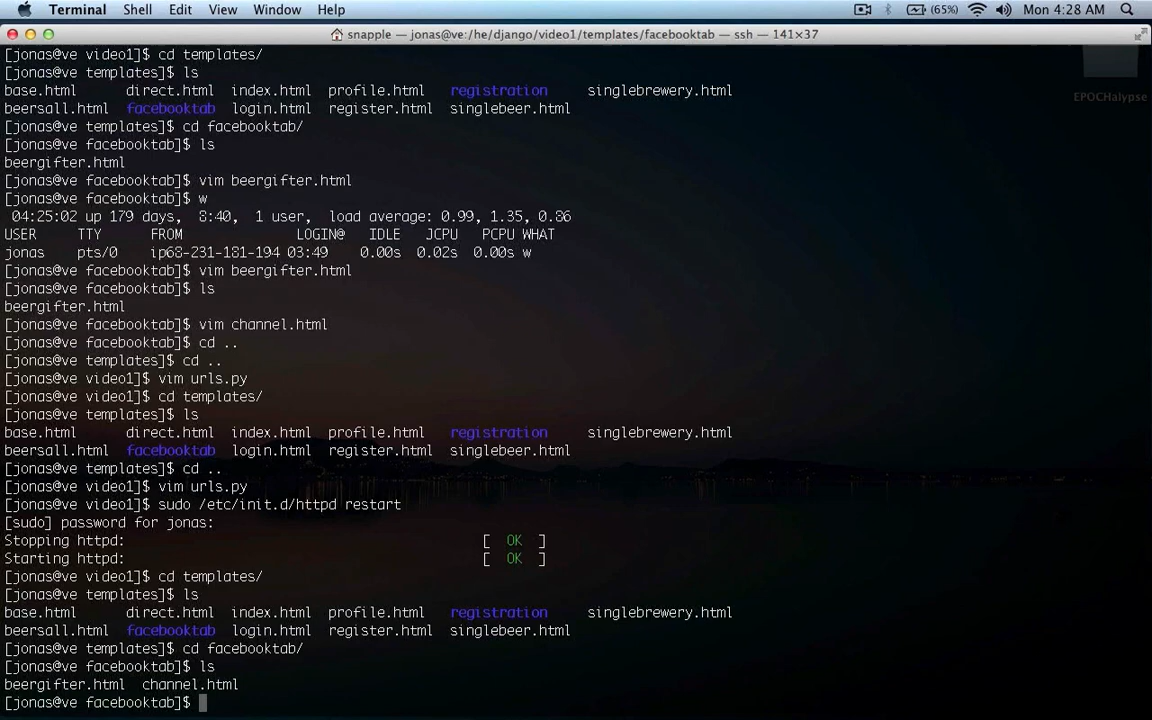 Terminal Shell Edit View Window Help (65%) Mon 4:28 AM
snapple — jonas@ve:/he/django/video1/templates/facebooktab — ssh — 141×37
EPOCHalypse
[jonas@ve video1]$ cd templates/
[jonas@ve templates]$ ls
base.html direct.html index.html profile.html registration singlebrewery.html
beersall.html facebooktab login.html register.html singlebeer.html
[jonas@ve templates]$ cd facebooktab/
[jonas@ve facebooktab]$ ls
beergifter.html
[jonas@ve facebooktab]$ vim beergifter.html
[jonas@ve facebooktab]$ w
04:25:02 up 179 days, 8:40, 1 user, load average: 0.99, 1.35, 0.86
USER TTY FROM LOGIN@ IDLE JCPU PCPU WHAT
jonas pts/0 ip68-231-181-194 03:49 0.00s 0.02s 0.00s w
[jonas@ve facebooktab]$ vim beergifter.html
[jonas@ve facebooktab]$ ls
beergifter.html
[jonas@ve facebooktab]$ vim channel.html
[jonas@ve facebooktab]$ cd ..
[jonas@ve templates]$ cd ..
[jonas@ve video1]$ vim urls.py
[jonas@ve video1]$ cd templates/
[jonas@ve templates]$ ls
base.html direct.html index.html profile.html registration singlebrewery.html
beersall.html facebooktab login.html register.html singlebeer.html
[jonas@ve templates]$ cd ..
[jonas@ve video1]$ vim urls.py
[jonas@ve video1]$ sudo /etc/init.d/httpd restart
[sudo] password for jonas:
Stopping httpd: [ OK ]
Starting httpd: [ OK ]
[jonas@ve video1]$ cd templates/
[jonas@ve templates]$ ls
base.html direct.html index.html profile.html registration singlebrewery.html
beersall.html facebooktab login.html register.html singlebeer.html
[jonas@ve templates]$ cd facebooktab/
[jonas@ve facebooktab]$ ls
beergifter.html channel.html
[jonas@ve facebooktab]$